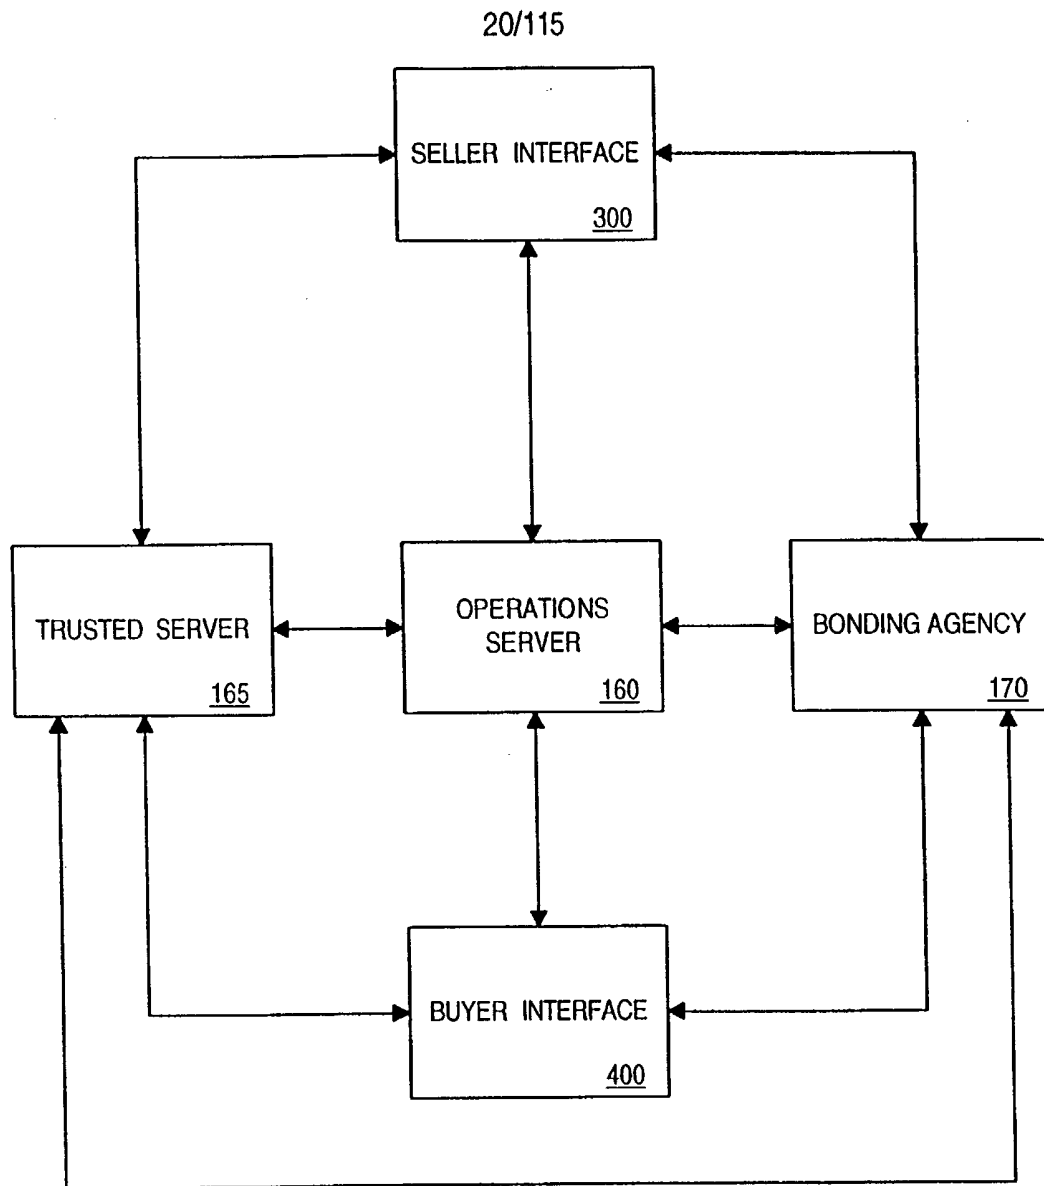 20/115
SELLER INTERFACE
300
TRUSTED SERVER
165
OPERATIONS
SERVER
160
BONDING AGENCY
170
BUYER INTERFACE
400